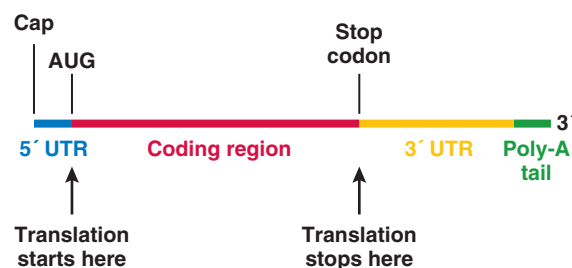 Cap
AUG
Stop
codon
3´
5´ UTR
Coding region
3´ UTR
Poly-A
tail
Translation
starts here
Translation
stops here